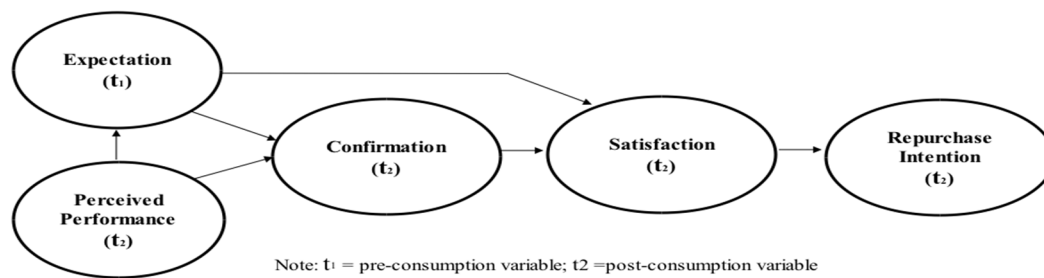 Expectation
(t₁)
Perceived
Performance
(t₂)
Confirmation
(t₂)
Satisfaction
(t₂)
Repurchase
Intention
(t₂)
Note: t₁ = pre-consumption variable; t2 =post-consumption variable